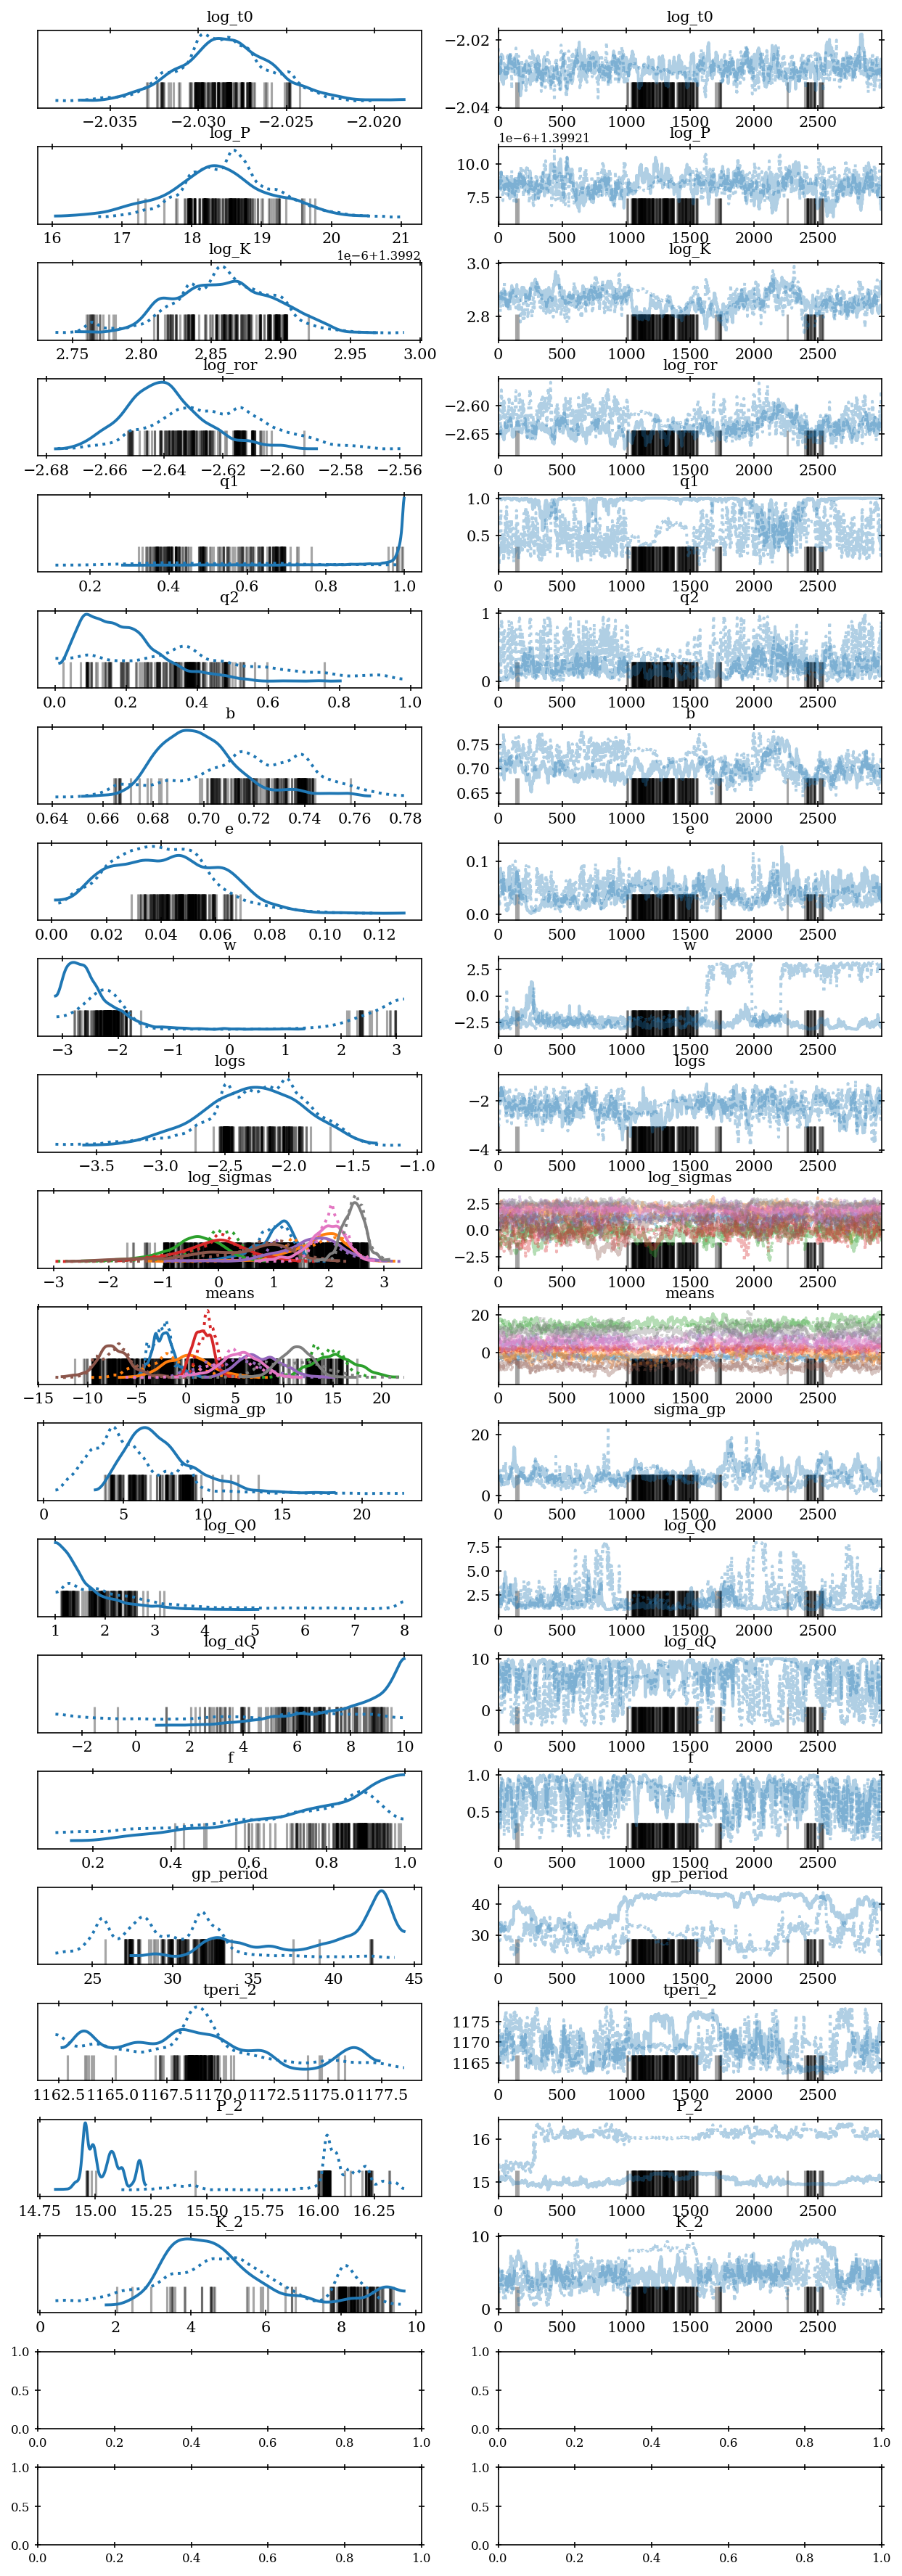 log_t0 log_t0
−2.02
−2.04
−2.035 −2.030 −2.025 −2.020 0 500 1000 1500 2000 2500
log_P log_P
1e−6+1.39921
10.0
7.5
16 17 18 19 20 21 0 500 1000 1500 2000 2500
1e−6+1.3992
log_K log_K
3.0
2.8
2.75 2.80 2.85 2.90 2.95 3.00 0 500 1000 1500 2000 2500
log_ror log_ror
−2.60
−2.65
−2.68 −2.66 −2.64 −2.62 −2.60 −2.58 −2.56 0 500 1000 1500 2000 2500
q1 q1
1.0
0.5
0.2 0.4 0.6 0.8 1.0 0 500 1000 1500 2000 2500
q2 q2
1
0
0.0 0.2 0.4 0.6 0.8 1.0 0 500 1000 1500 2000 2500
b b
0.75
0.70
0.65
0.64 0.66 0.68 0.70 0.72 0.74 0.76 0.78 0 500 1000 1500 2000 2500
e e
0.1
0.0
0.00 0.02 0.04 0.06 0.08 0.10 0.12 0 500 1000 1500 2000 2500
w w
2.5
0.0
−2.5
−3 −2 −1 0 1 2 3 0 500 1000 1500 2000 2500
logs logs
−2
−4
−3.5 −3.0 −2.5 −2.0 −1.5 −1.0 0 500 1000 1500 2000 2500
log_sigmas log_sigmas
2.5
0.0
−2.5
−3 −2 −1 0 1 2 3 0 500 1000 1500 2000 2500
means means
20
0
−15 −10 −5 0 5 10 15 20 0 500 1000 1500 2000 2500
sigma_gp sigma_gp
20
0
0 5 10 15 20 0 500 1000 1500 2000 2500
log_Q0 log_Q0
7.5
5.0
2.5
1 2 3 4 5 6 7 8 0 500 1000 1500 2000 2500
log_dQ log_dQ
10
0
−2 0 2 4 6 8 10 0 500 1000 1500 2000 2500
f f
1.0
0.5
0.2 0.4 0.6 0.8 1.0 0 500 1000 1500 2000 2500
gp_period gp_period
40
30
25 30 35 40 45 0 500 1000 1500 2000 2500
tperi_2 tperi_2
1175
1170
1165
1162.5 1165.0 1167.5 1170.0 1172.5 1175.0 1177.5 0 500 1000 1500 2000 2500
P_2 P_2
16
15
14.75 15.00 15.25 15.50 15.75 16.00 16.25 0 500 1000 1500 2000 2500
K_2 K_2
10
0
0 2 4 6 8 10 0 500 1000 1500 2000 2500
1.0 1.0
0.5 0.5
0.0 0.0
0.0 0.2 0.4 0.6 0.8 1.0 0.0 0.2 0.4 0.6 0.8 1.0
1.0 1.0
0.5 0.5
0.0 0.0
0.0 0.2 0.4 0.6 0.8 1.0 0.0 0.2 0.4 0.6 0.8 1.0